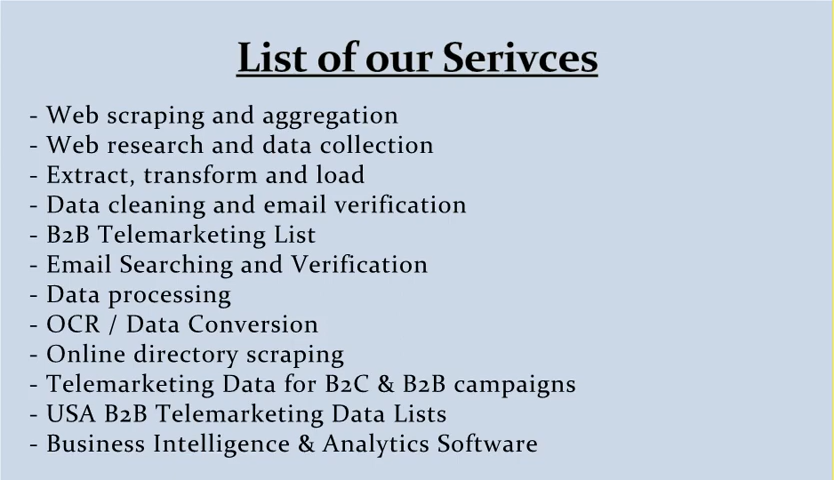 List of our Serivces
- Web scraping and aggregation
- Web research and data collection
- Extract, transform and load
- Data cleaning and email verification
- B2B Telemarketing List
- Email Searching and Verification
- Data processing
- OCR / Data Conversion
- Online directory scraping
- Telemarketing Data for B2C & B2B campaigns
- USA B2B Telemarketing Data Lists
- Business Intelligence & Analytics Software